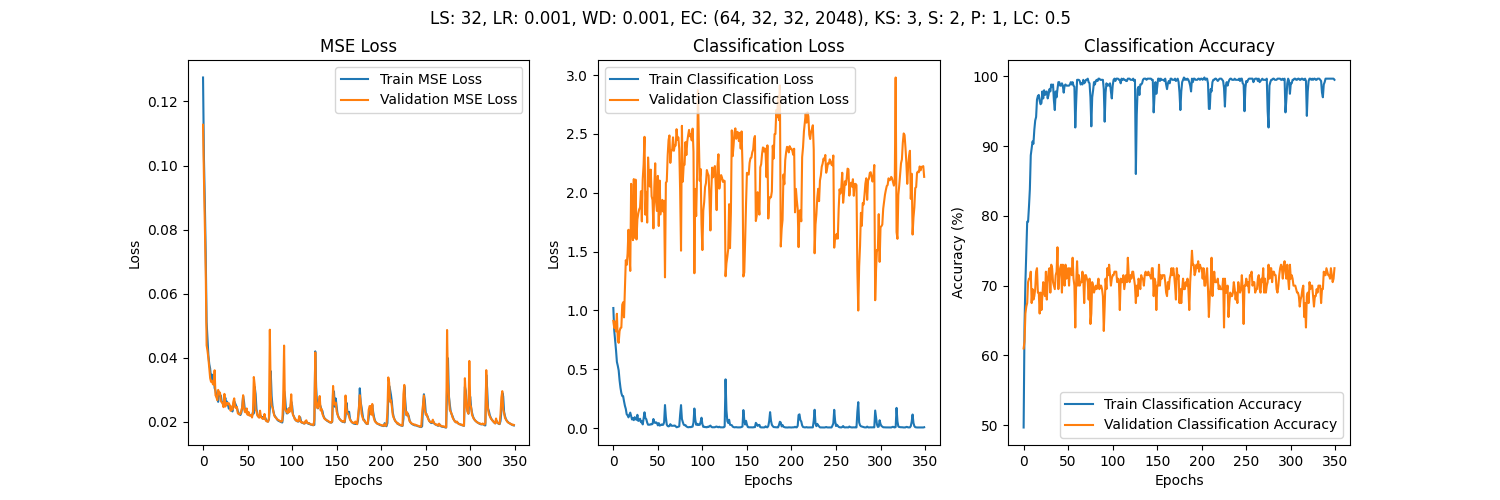 LS: 32, LR: 0.001, WD: 0.001, EC: (64, 32, 32, 2048), KS: 3, S: 2, P: 1, LC: 0.5
MSE Loss
Train MSE Loss
Validation MSE Loss
0.12
0.10
0.08
0.06
0.04
0.02
Loss
0 50 100 150 200 250 300 350
Epochs
Classification Loss
Train Classification Loss
Validation Classification Loss
3.0
2.5
2.0
1.5
1.0
0.5
0.0
Loss
0 50 100 150 200 250 300 350
Epochs
Classification Accuracy
100
90
80
70
60
50
Accuracy (%)
Train Classification Accuracy
Validation Classification Accuracy
0 50 100 150 200 250 300 350
Epochs